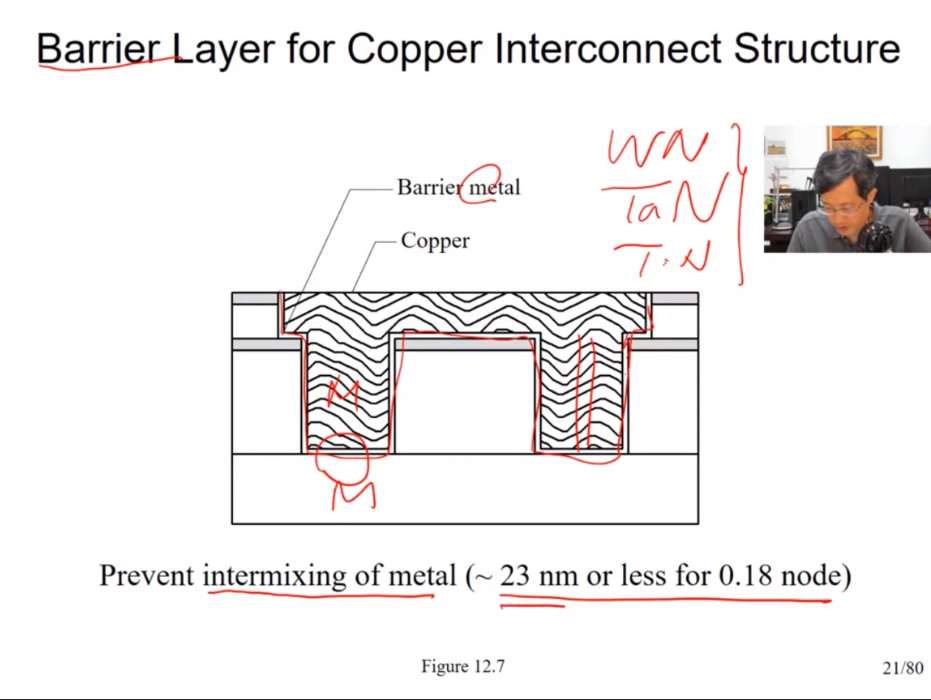 Barrier Layer for Copper Interconnect Structure
WN
TaN
TiN
Barrier metal
Copper
M
M
Prevent intermixing of metal (~ 23 nm or less for 0.18 node)
Figure 12.7
21/80